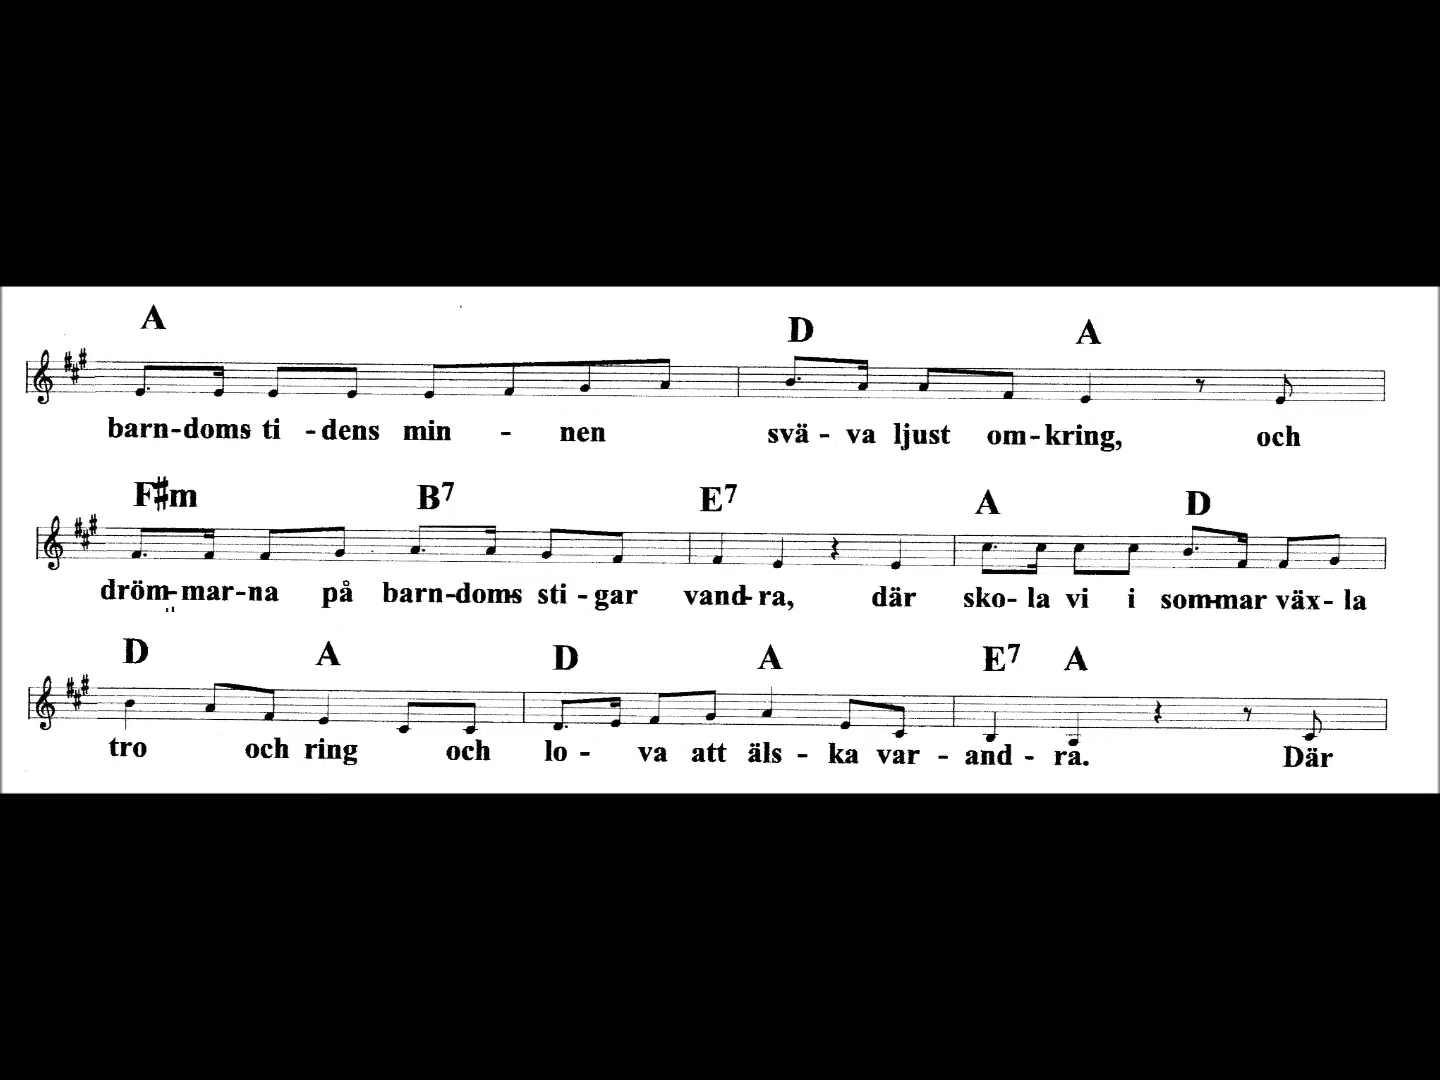 A D A
barn-doms ti - dens min - nen svä - va ljust om-kring, och
F#m B7 E7 A D
dröm-mar-na på barn-doms- sti - gar vand-ra, där sko- la vi i som-mar väx- la
D A D A E7 A
tro och ring och lo - va att äls - ka var - and - ra. Där